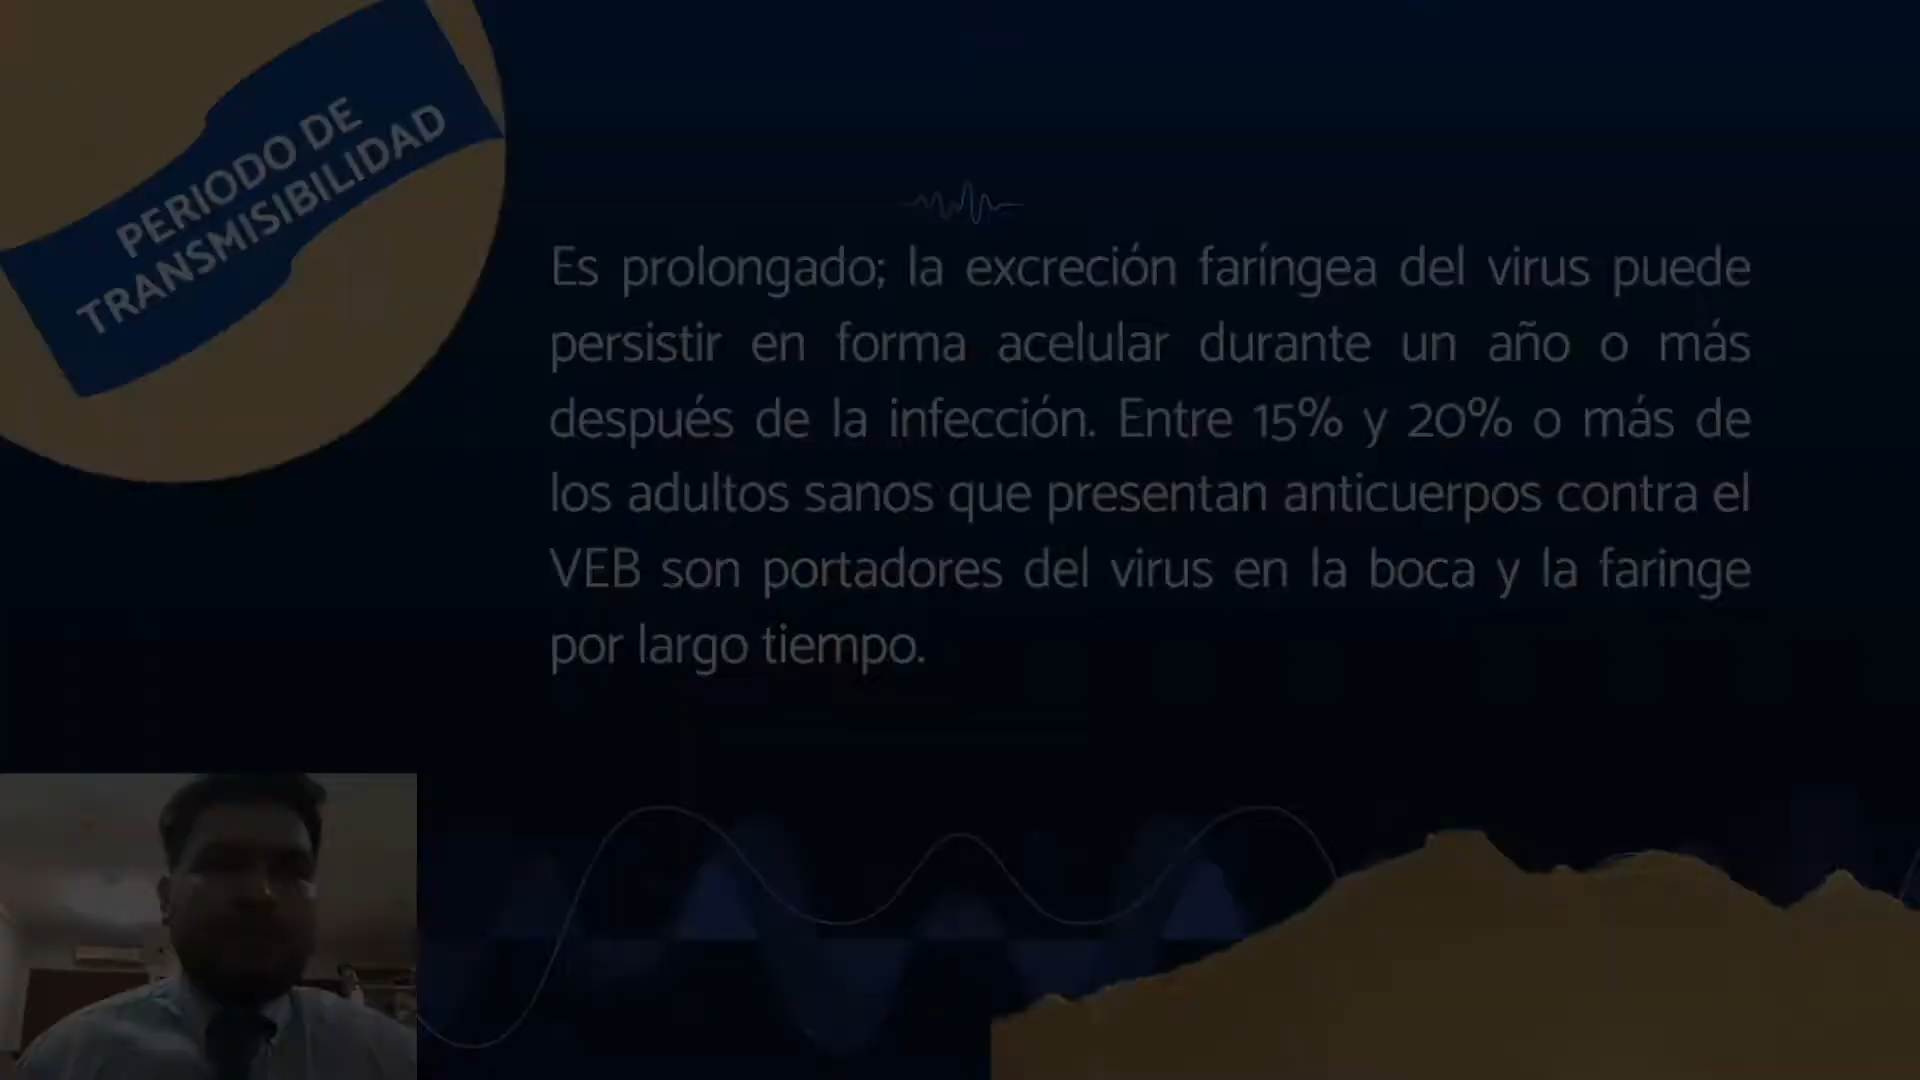 PERIODO DE
TRANSMISIBILIDAD
Es prolongado; la excreción faríngea del virus puede
persistir en forma acelular durante un año o más
después de la infección. Entre 15% y 20% o más de
los adultos sanos que presentan anticuerpos contra el
VEB son portadores del virus en la boca y la faringe
por largo tiempo.